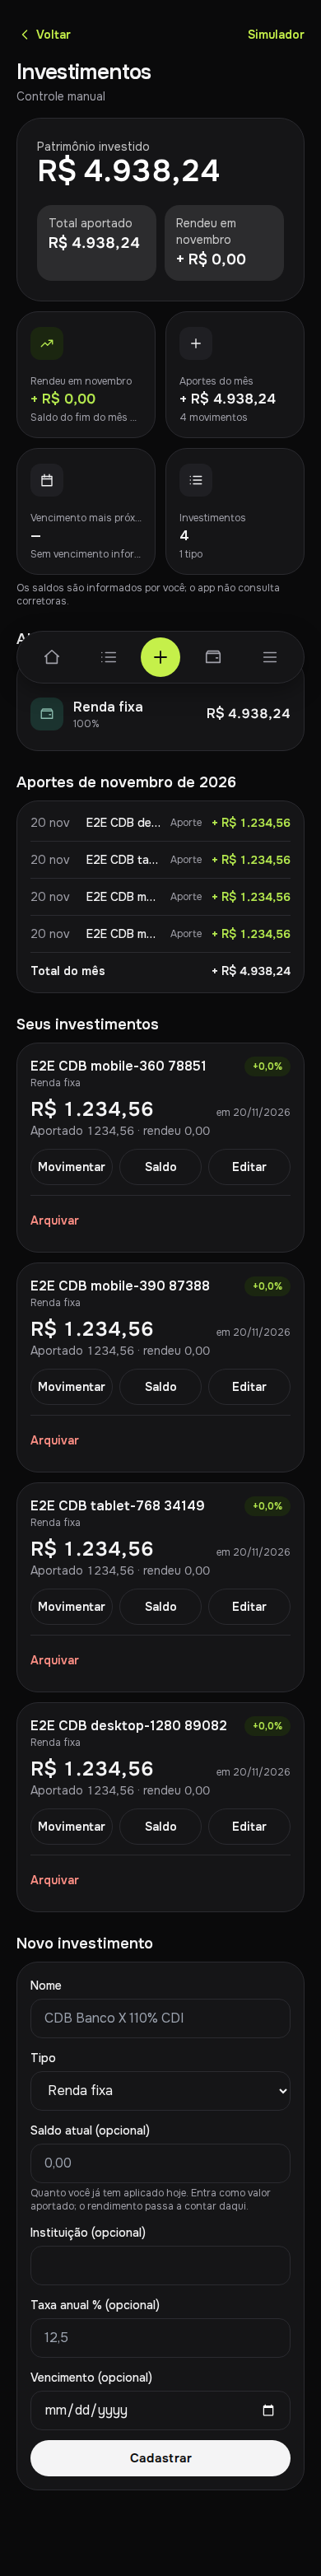 Voltar
Simulador
Investimentos
Controle manual
Patrimônio investido
R$ 4.938,24
Total aportado
R$ 4.938,24
Rendeu em
novembro
+ R$ 0,00
Rendeu em novembro
+ R$ 0,00
Saldo do fim do mês ...
Aportes do mês
+ R$ 4.938,24
4 movimentos
Vencimento mais próx...
—
Sem vencimento infor...
Investimentos
4
1 tipo
Os saldos são informados por você; o app não consulta
corretoras.
Renda fixa
100%
R$ 4.938,24
Aportes de novembro de 2026
20 nov E2E CDB de... Aporte + R$ 1.234,56
20 nov E2E CDB ta... Aporte + R$ 1.234,56
20 nov E2E CDB m... Aporte + R$ 1.234,56
20 nov E2E CDB m... Aporte + R$ 1.234,56
Total do mês + R$ 4.938,24
Seus investimentos
E2E CDB mobile-360 78851 +0,0%
Renda fixa
R$ 1.234,56 em 20/11/2026
Aportado 1234,56 · rendeu 0,00
Movimentar Saldo Editar
Arquivar
E2E CDB mobile-390 87388 +0,0%
Renda fixa
R$ 1.234,56 em 20/11/2026
Aportado 1234,56 · rendeu 0,00
Movimentar Saldo Editar
Arquivar
E2E CDB tablet-768 34149 +0,0%
Renda fixa
R$ 1.234,56 em 20/11/2026
Aportado 1234,56 · rendeu 0,00
Movimentar Saldo Editar
Arquivar
E2E CDB desktop-1280 89082 +0,0%
Renda fixa
R$ 1.234,56 em 20/11/2026
Aportado 1234,56 · rendeu 0,00
Movimentar Saldo Editar
Arquivar
Novo investimento
Nome
CDB Banco X 110% CDI
Tipo
Renda fixa
Saldo atual (opcional)
0,00
Quanto você já tem aplicado hoje. Entra como valor
aportado; o rendimento passa a contar daqui.
Instituição (opcional)
Taxa anual % (opcional)
12,5
Vencimento (opcional)
mm/dd/yyyy
Cadastrar